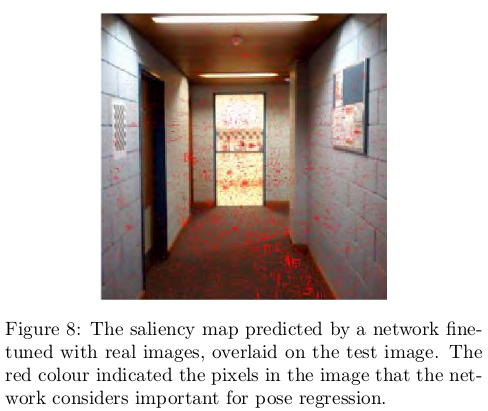 Figure 8: The saliency map predicted by a network fine-
tuned with real images, overlaid on the test image. The
red colour indicated the pixels in the image that the net-
work considers important for pose regression.